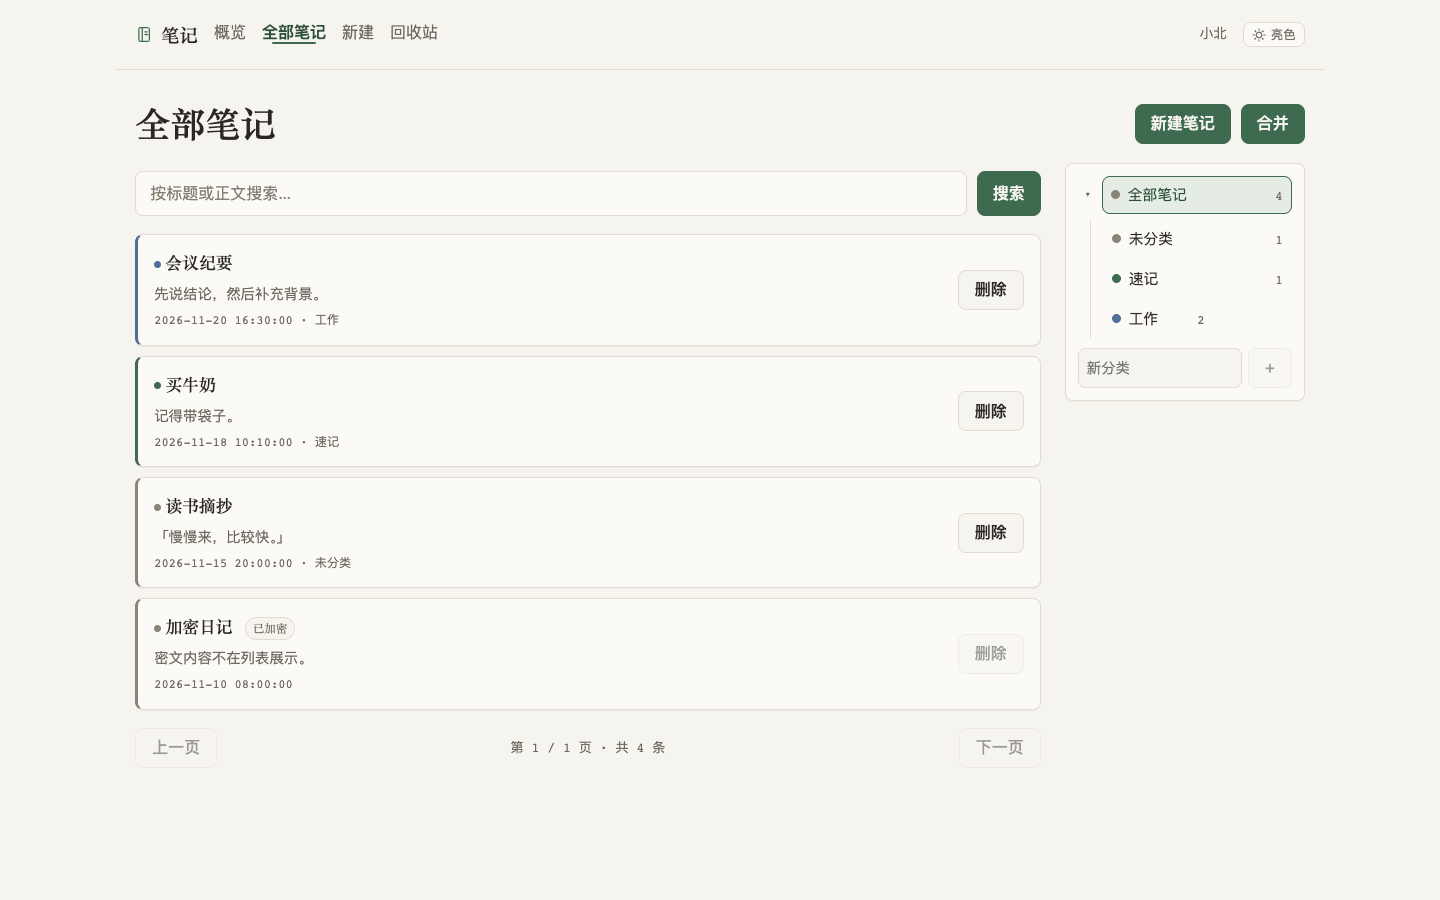 笔记 概览 全部笔记 新建 回收站 小北 亮色
全部笔记 新建笔记 合并
按标题或正文搜索... 搜索
会议纪要
先说结论，然后补充背景。
2026-11-20 16:30:00 · 工作
删除
买牛奶
记得带袋子。
2026-11-18 10:10:00 · 速记
删除
读书摘抄
「慢慢来，比较快。」
2026-11-15 20:00:00 · 未分类
删除
加密日记 已加密
密文内容不在列表展示。
2026-11-10 08:00:00
删除
上一页 第 1 / 1 页 · 共 4 条 下一页
全部笔记 4
未分类 1
速记 1
工作 2
新分类 +